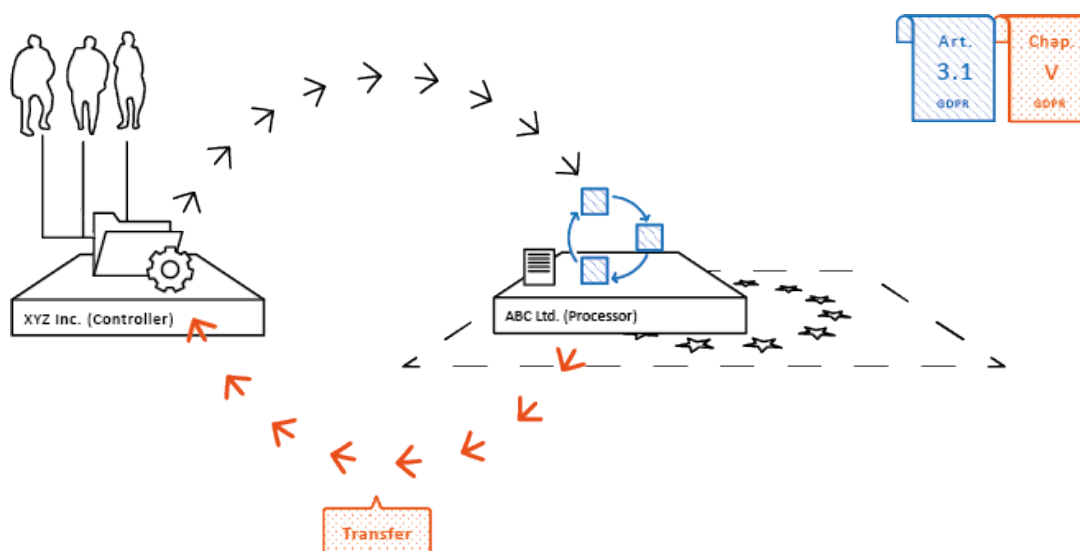 Art.
3.1
GDPR
Chap.
V
GDPR
XYZ Inc. (Controller)
ABC Ltd. (Processor)
Transfer